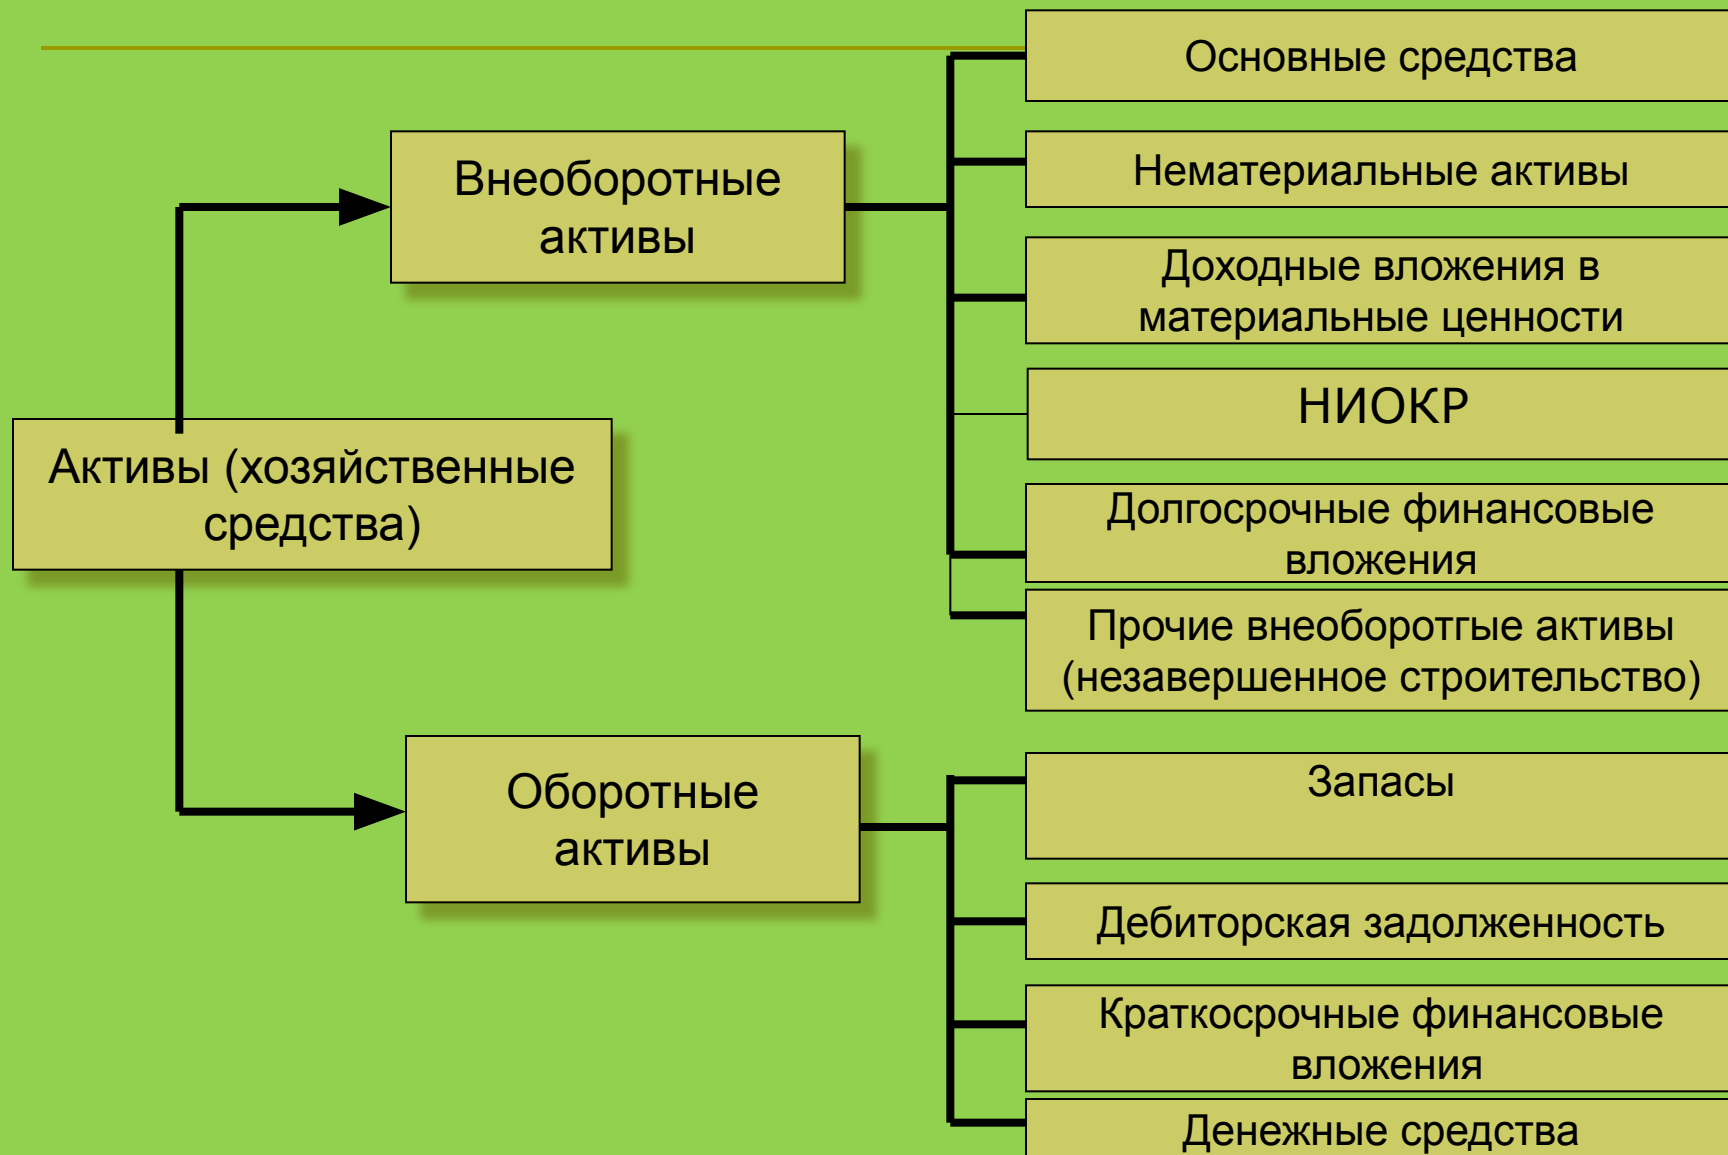 Активы (хозяйственные
средства)
Внеоборотные
активы
Основные средства
Нематериальные активы
Доходные вложения в
материальные ценности
НИОКР
Долгосрочные финансовые
вложения
Прочие внеоборотгые активы
(незавершенное строительство)
Оборотные
активы
Запасы
Дебиторская задолженность
Краткосрочные финансовые
вложения
Денежные средства